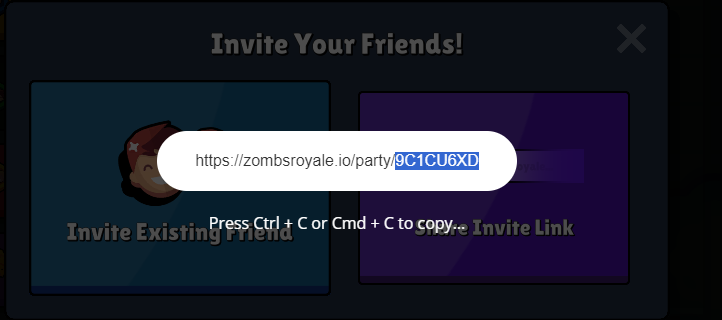 Invite Your Friends!
https://zombsroyale.io/party/9C1CU6XD
Press Ctrl + C or Cmd + C to copy...
Invite Existing Friend
Share Invite Link